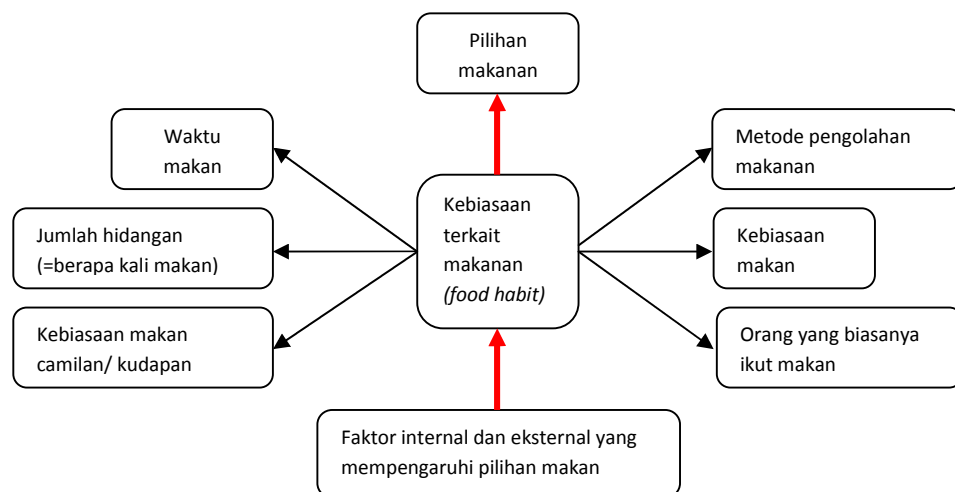 Pilihan
makanan
Waktu
makan
Metode pengolahan
makanan
Kebiasaan
terkait
makanan
(food habit)
Jumlah hidangan
(=berapa kali makan)
Kebiasaan
makan
Kebiasaan makan
camilan/ kudapan
Orang yang biasanya
ikut makan
Faktor internal dan eksternal yang
mempengaruhi pilihan makan